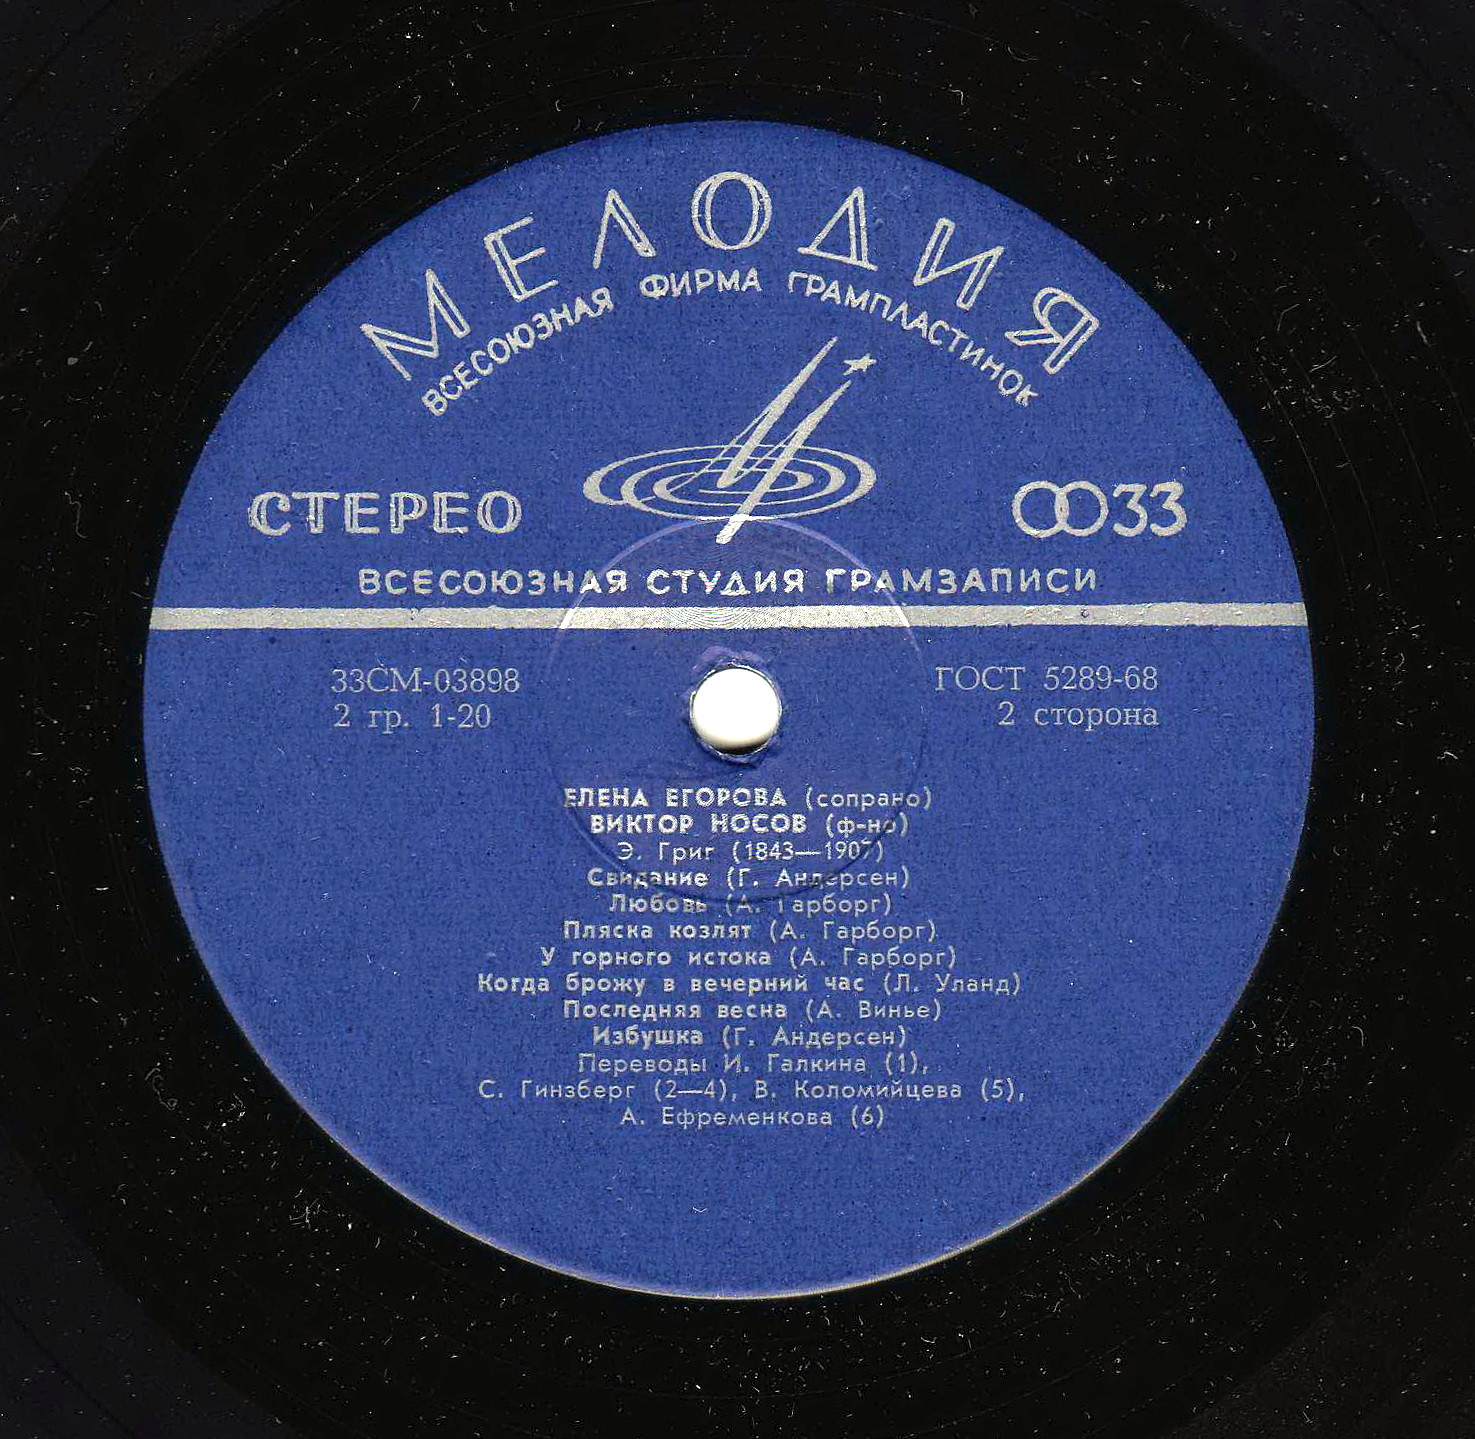 МЕЛОДИЯ
ВСЕСОЮЗНАЯ ФИРМА ГРАМПЛАСТИНОК
СТЕРЕО
33
ВСЕСОЮЗНАЯ СТУДИЯ ГРАМЗАПИСИ
33СМ-03898
2 гр. 1-20
ГОСТ 5289-68
2 сторона
ЕЛЕНА ЕГОРОВА (сопрано)
ВИКТОР НОСОВ (ф-но)
Э. Григ (1843—1907)
Свидание (Г. Андерсен)
Любовь (А. Гарборг)
Пляска козлят (А. Гарборг)
У горного истока (А. Гарборг)
Когда брожу в вечерний час (Л. Уланд)
Последняя весна (А. Винье)
Избушка (Г. Андерсен)
Переводы И. Галкина (1),
С. Гинзберг (2—4), В. Коломийцева (5),
А. Ефременкова (6)